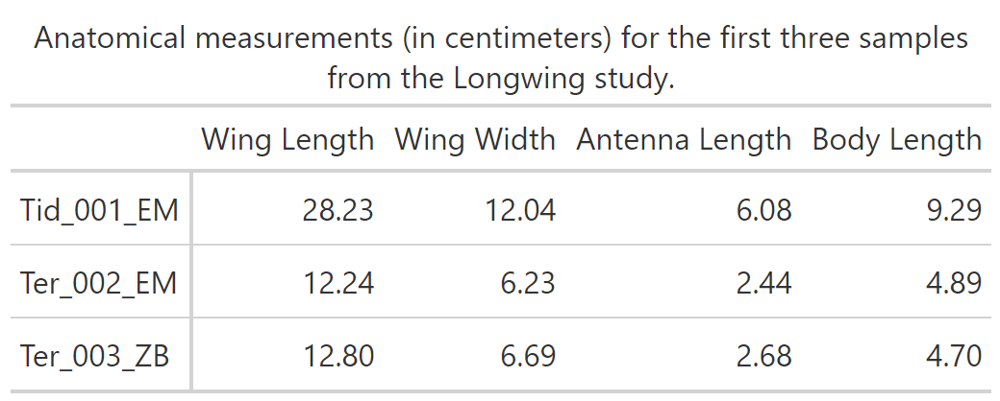 Anatomical measurements (in centimeters) for the first three samples
from the Longwing study.
Wing Length Wing Width Antenna Length Body Length
Tid_001_EM 28.23 12.04 6.08 9.29
Ter_002_EM 12.24 6.23 2.44 4.89
Ter_003_ZB 12.80 6.69 2.68 4.70